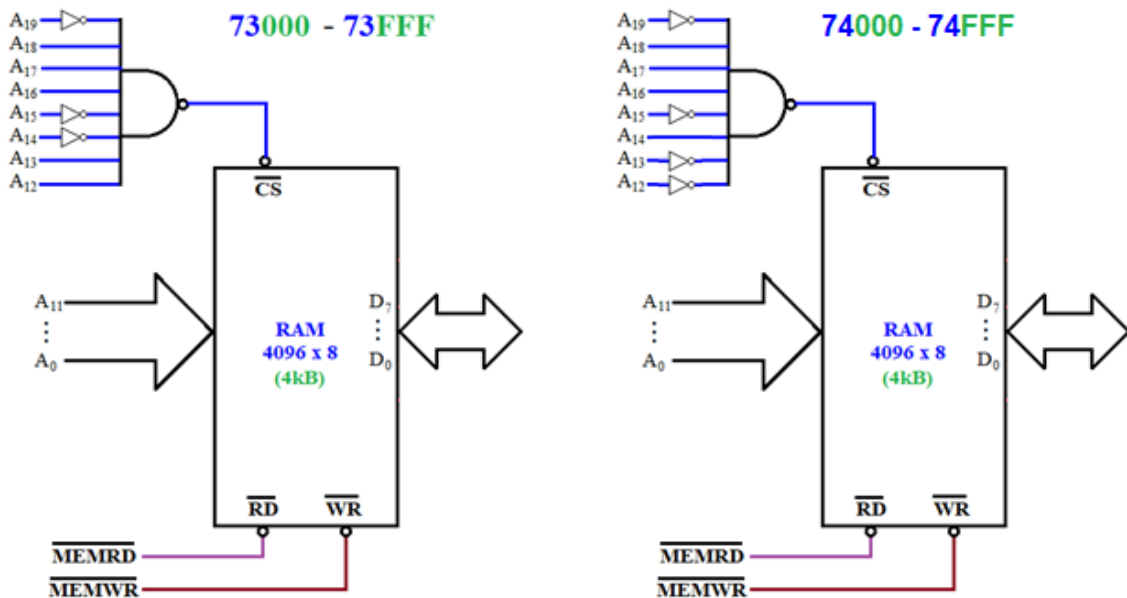 73000 - 73FFF
A19
A18
A17
A16
A15
A14
A13
A12
CS
A11
⋮
A0
RAM
4096 x 8
(4kB)
D7
⋮
D0
RD
WR
MEMRD
MEMWR
74000 - 74FFF
A19
A18
A17
A16
A15
A14
A13
A12
CS
A11
⋮
A0
RAM
4096 x 8
(4kB)
D7
⋮
D0
RD
WR
MEMRD
MEMWR